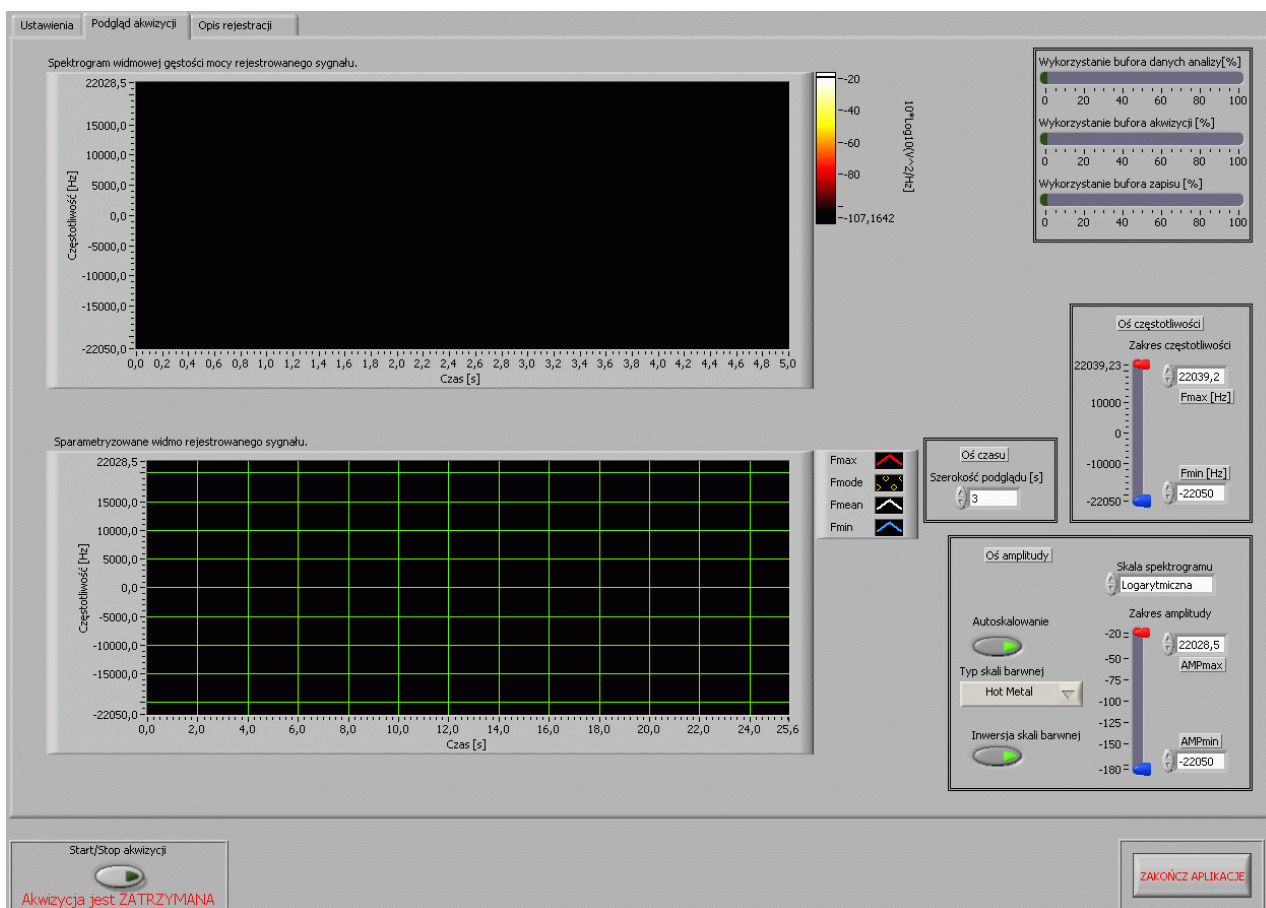 Ustawienia
Podgląd akwizycji
Opis rejestracji
Spektrogram widmowej gęstości mocy rejestrowanego sygnału.
22028,5
15000,0
10000,0
5000,0
0,0
-5000,0
-10000,0
-15000,0
-22050,0
Częstotliwość [Hz]
0,0 0,2 0,4 0,6 0,8 1,0 1,2 1,4 1,6 1,8 2,0 2,2 2,4 2,6 2,8 3,0 3,2 3,4 3,6 3,8 4,0 4,2 4,4 4,6 4,8 5,0
Czas [s]
-20
-40
-60
-80
-107,1642
10*Log10(V^2/Hz]
Wykorzystanie bufora danych analizy[%]
0 20 40 60 80 100
Wykorzystanie bufora akwizycji [%]
0 20 40 60 80 100
Wykorzystanie bufora zapisu [%]
0 20 40 60 80 100
Oś częstotliwości
Zakres częstotliwości
22039,23
10000
0
-10000
-22050
22039,2
Fmax [Hz]
Fmin [Hz]
-22050
Sparametryzowane widmo rejestrowanego sygnału.
22028,5
15000,0
10000,0
5000,0
0,0
-5000,0
-10000,0
-15000,0
-22050,0
Częstotliwość [Hz]
0,0 2,0 4,0 6,0 8,0 10,0 12,0 14,0 16,0 18,0 20,0 22,0 24,0 25,6
Czas [s]
Fmax
Fmode
Fmean
Fmin
Oś czasu
Szerokość podglądu [s]
3
Oś amplitudy
Skala spektrogramu
Logarytmiczna
Autoskalowanie
Typ skali barwnej
Hot Metal
Inwersja skali barwnej
Zakres amplitudy
-20
-50
-75
-100
-125
-150
-180
22028,5
AMPmax
AMPmin
-22050
Start/Stop akwizycji
Akwizycja jest ZATRZYMANA
ZAKOŃCZ APLIKACJE